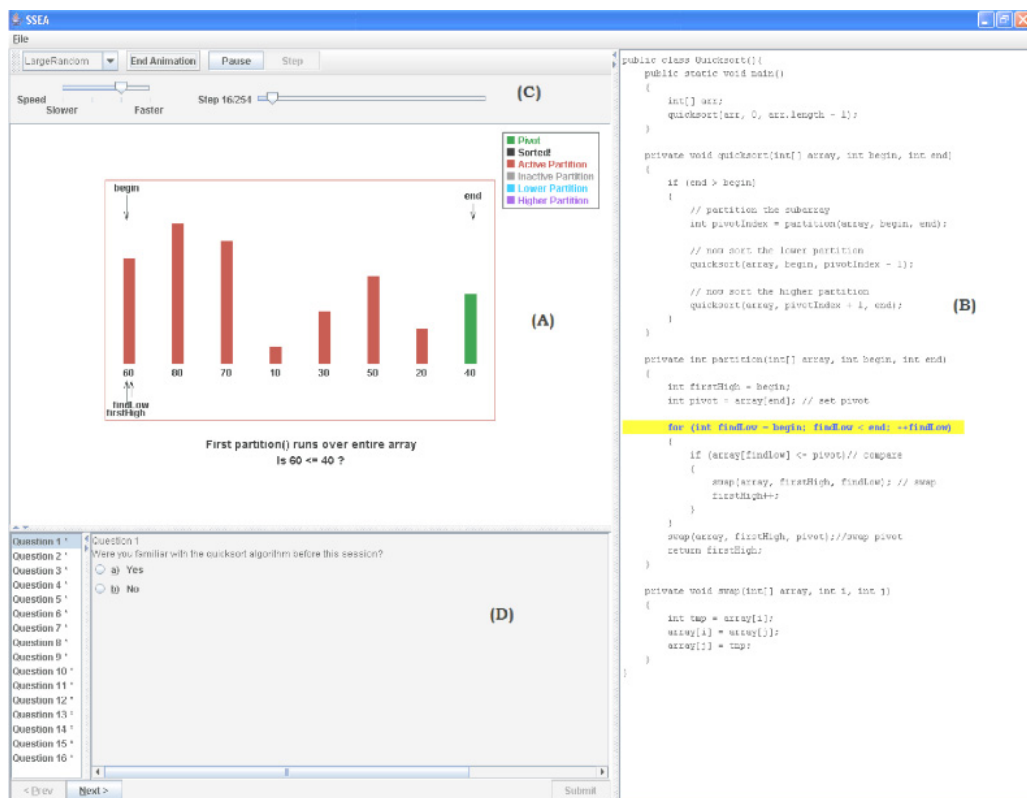 SSEA
File
LargeRandom
End Animation
Pause
Step
Speed
Slower
Faster
Step 16/254
(C)
Pivot
Sorted!
Active Partition
Inactive Partition
Lower Partition
Higher Partition
begin
end
60
80
70
10
30
50
20
40
findLow
firstHigh
(A)
First partition() runs over entire array
Is 60 <= 40 ?
Question 1 *
Question 2 *
Question 3 *
Question 4 *
Question 5 *
Question 6 *
Question 7 *
Question 8 *
Question 9 *
Question 10 *
Question 11 *
Question 12 *
Question 13 *
Question 14 *
Question 15 *
Question 16 *
Question 1
Were you familiar with the quicksort algorithm before this session?
a) Yes
b) No
(D)
< Prev
Next >
Submit
public class Quicksort(){
public static void main()
{
int[] arr;
quicksort(arr, 0, arr.length - 1);
}
private void quicksort(int[] array, int begin, int end)
{
if (end > begin)
{
// partition the subarray
int pivotIndex = partition(array, begin, end);
// now sort the lower partition
quicksort(array, begin, pivotIndex - 1);
// now sort the higher partition
quicksort(array, pivotIndex + 1, end);
}
}
(B)
private int partition(int[] array, int begin, int end)
{
int firstHigh = begin;
int pivot = array[end]; // set pivot
for (int findLow = begin; findLow < end; ++findLow)
{
if (array[findLow] <= pivot)// compare
{
swap(array, firstHigh, findLow); // swap
firstHigh++;
}
}
swap(array, firstHigh, pivot);//swap pivot
return firstHigh;
}
private void swap(int[] array, int i, int j)
{
int tmp = array[i];
array[i] = array[j];
array[j] = tmp;
}
}